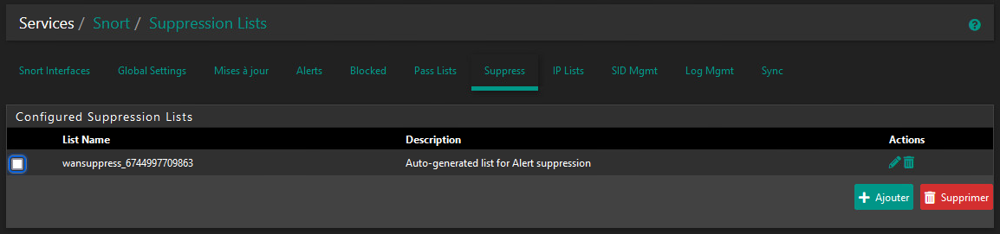 Services / Snort / Suppression Lists
Snort Interfaces Global Settings Mises à jour Alerts Blocked Pass Lists Suppress IP Lists SID Mgmt Log Mgmt Sync
Configured Suppression Lists
List Name Description Actions
wansuppress_6744997709863 Auto-generated list for Alert suppression
Ajouter Supprimer